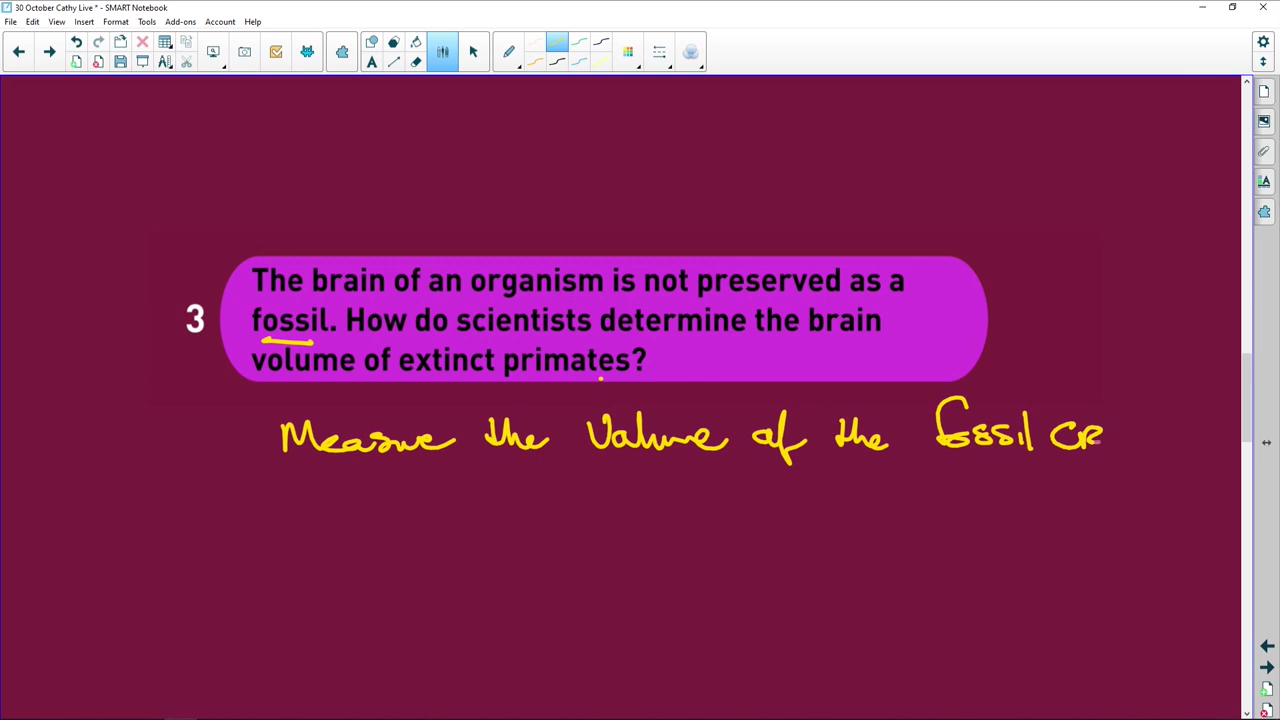 30 October Cathy Live * - SMART Notebook
File Edit View Insert Format Tools Add-ons Account Help
The brain of an organism is not preserved as a
3 fossil. How do scientists determine the brain
volume of extinct primates?
Measure the Volume of the fossil